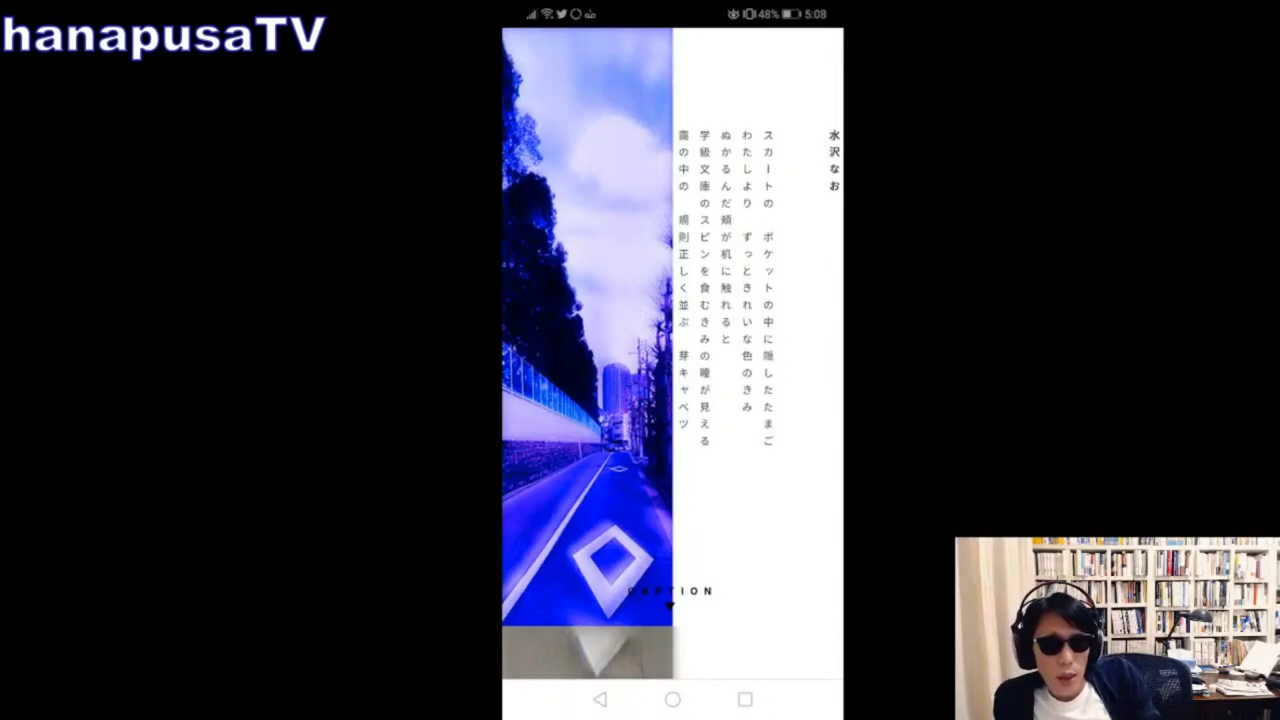 hanapusaTV
48%
5:08
水沢なお
スカートの ポケットの中に隠したたまご
わたしより ずっときれいな色のきみ
ぬかるんだ頬が机に触れると
学級文庫のスピンを食むきみの瞳が見える
靄の中の 規則正しく並ぶ 芽キャベツ
CAPTION